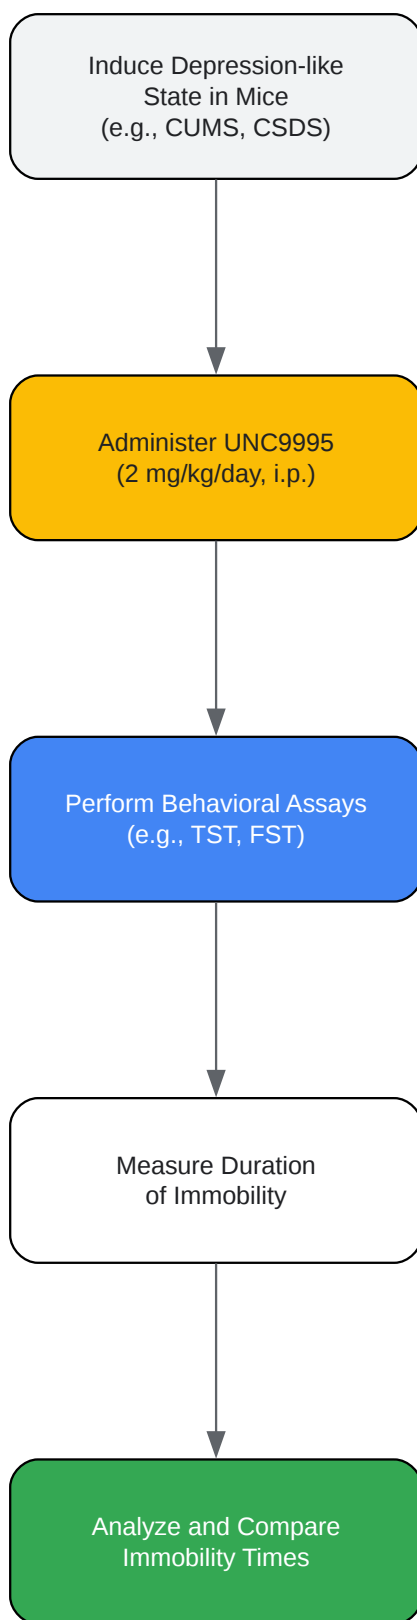 Induce Depression-like
State in Mice
(e.g., CUMS, CSDS)
Administer UNC9995
(2 mg/kg/day, i.p.)
Perform Behavioral Assays
(e.g., TST, FST)
Measure Duration
of Immobility
Analyze and Compare
Immobility Times